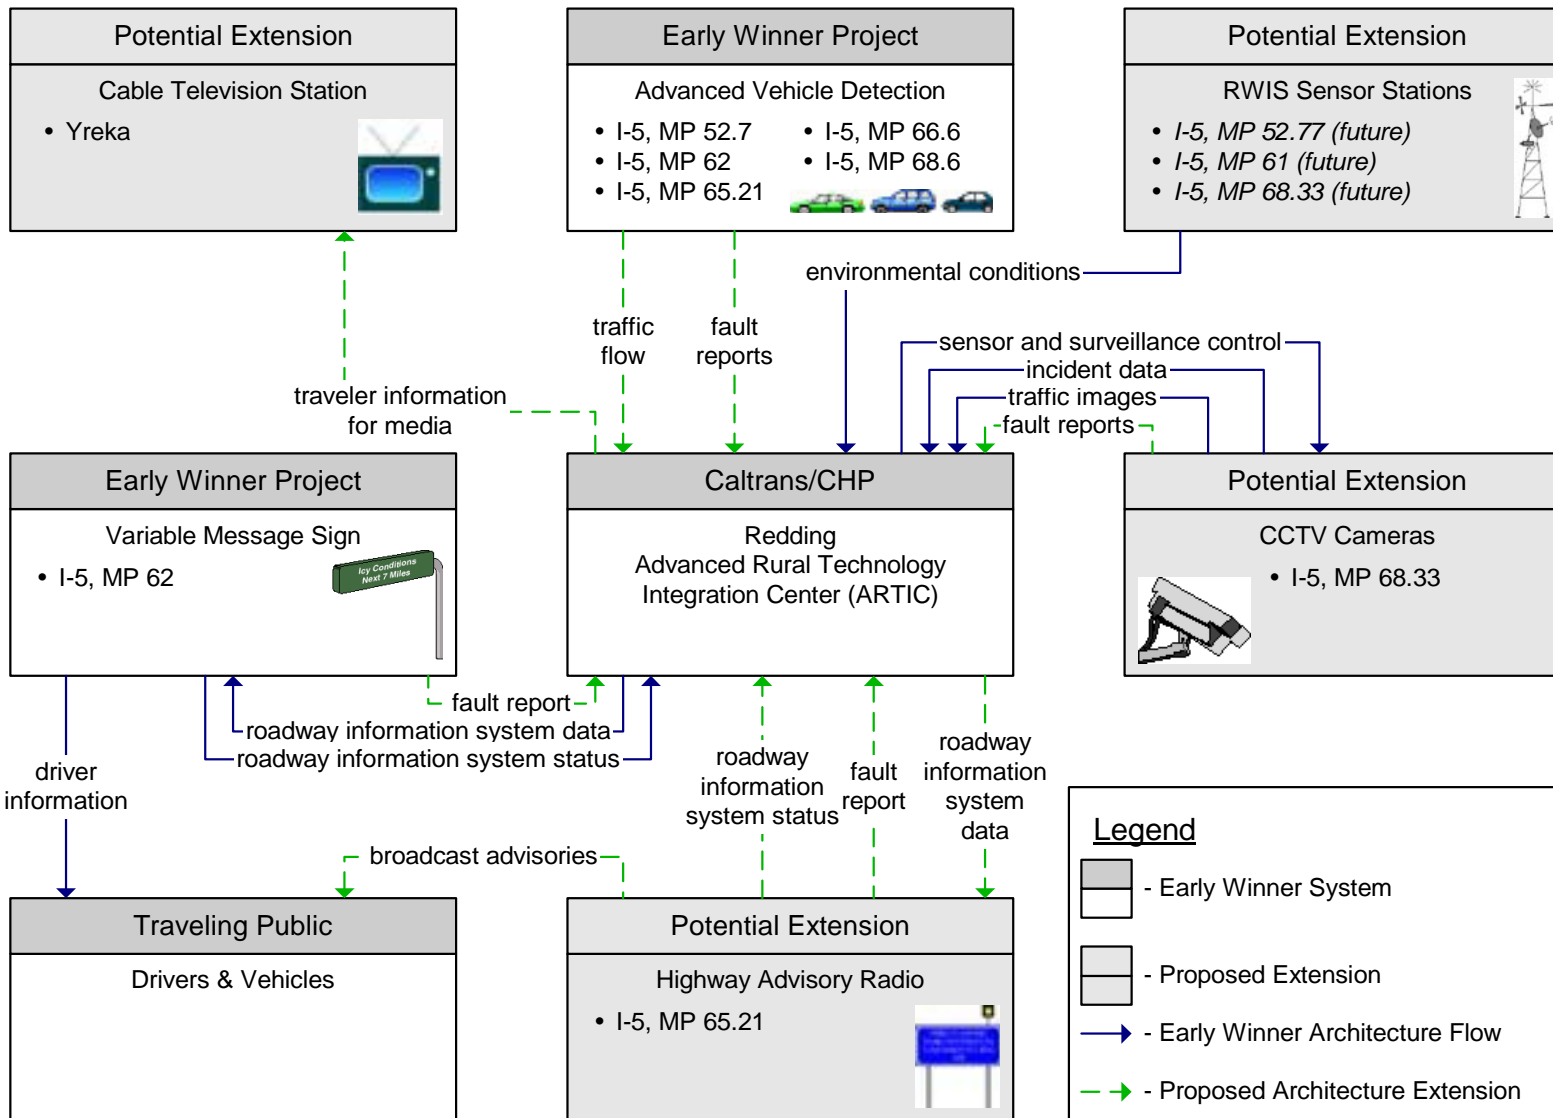 Potential Extension
Cable Television Station
• Yreka
Early Winner Project
Advanced Vehicle Detection
• I-5, MP 52.7
• I-5, MP 62
• I-5, MP 65.21
• I-5, MP 66.6
• I-5, MP 68.6
Potential Extension
RWIS Sensor Stations
• I-5, MP 52.77 (future)
• I-5, MP 61 (future)
• I-5, MP 68.33 (future)
environmental conditions
traffic
flow
fault
reports
sensor and surveillance control
incident data
traffic images
fault reports
traveler information
for media
Early Winner Project
Variable Message Sign
• I-5, MP 62
Icy Conditions
Next 7 Miles
Caltrans/CHP
Redding
Advanced Rural Technology
Integration Center (ARTIC)
Potential Extension
CCTV Cameras
• I-5, MP 68.33
fault report
roadway information system data
roadway information system status
driver
information
roadway
information
system status
fault
report
roadway
information
system
data
broadcast advisories
Traveling Public
Drivers & Vehicles
Potential Extension
Highway Advisory Radio
• I-5, MP 65.21
Legend
- Early Winner System
- Proposed Extension
- Early Winner Architecture Flow
- Proposed Architecture Extension